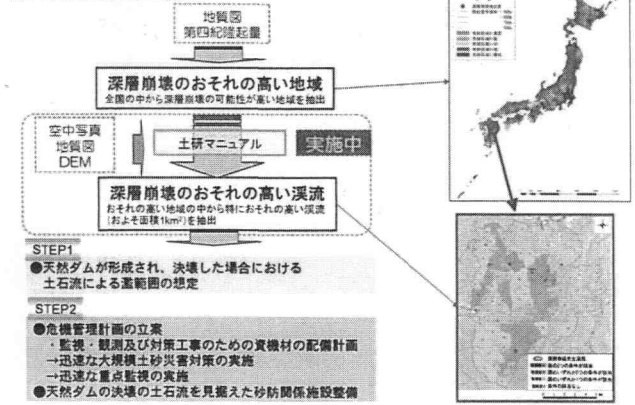 地質図
第四紀隆起量
深層崩壊のおそれの高い地域
全国の中から深層崩壊の可能性が高い地域を抽出
空中写真
地質図
DEM
土研マニュアル
実施中
深層崩壊のおそれの高い渓流
おそれの高い地域の中から特におそれの高い渓流
(およそ面積1km²)を抽出
STEP1
●天然ダムが形成され、決壊した場合における
土石流による濫範囲の想定
STEP2
●危機管理計画の立案
・監視・観測及び対策工事のための資機材の配備計画
→迅速な大規模土砂災害対策の実施
→迅速な重点監視の実施
●天然ダムの決壊の土石流を見据えた砂防関係施設整備